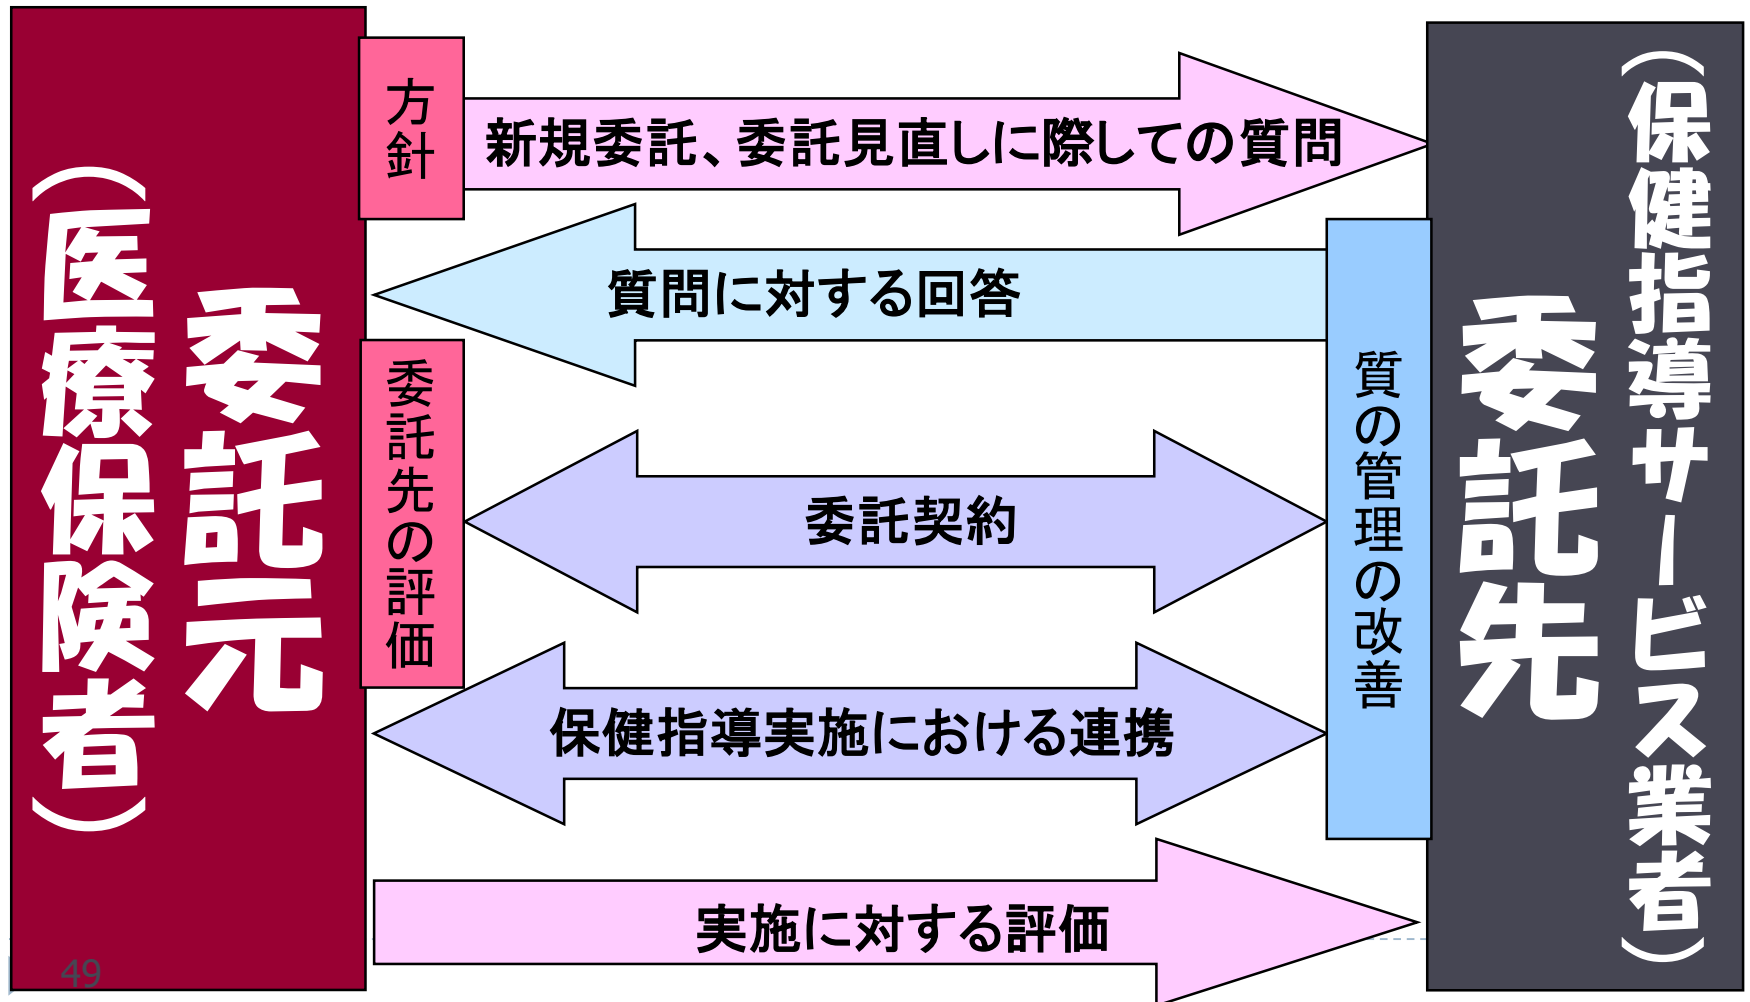 委託元
（医療保険者）
方針
新規委託、委託見直しに際しての質問
質問に対する回答
委託先の評価
委託契約
保健指導実施における連携
実施に対する評価
質の管理の改善
（保健指導サービス業者）
委託先
49